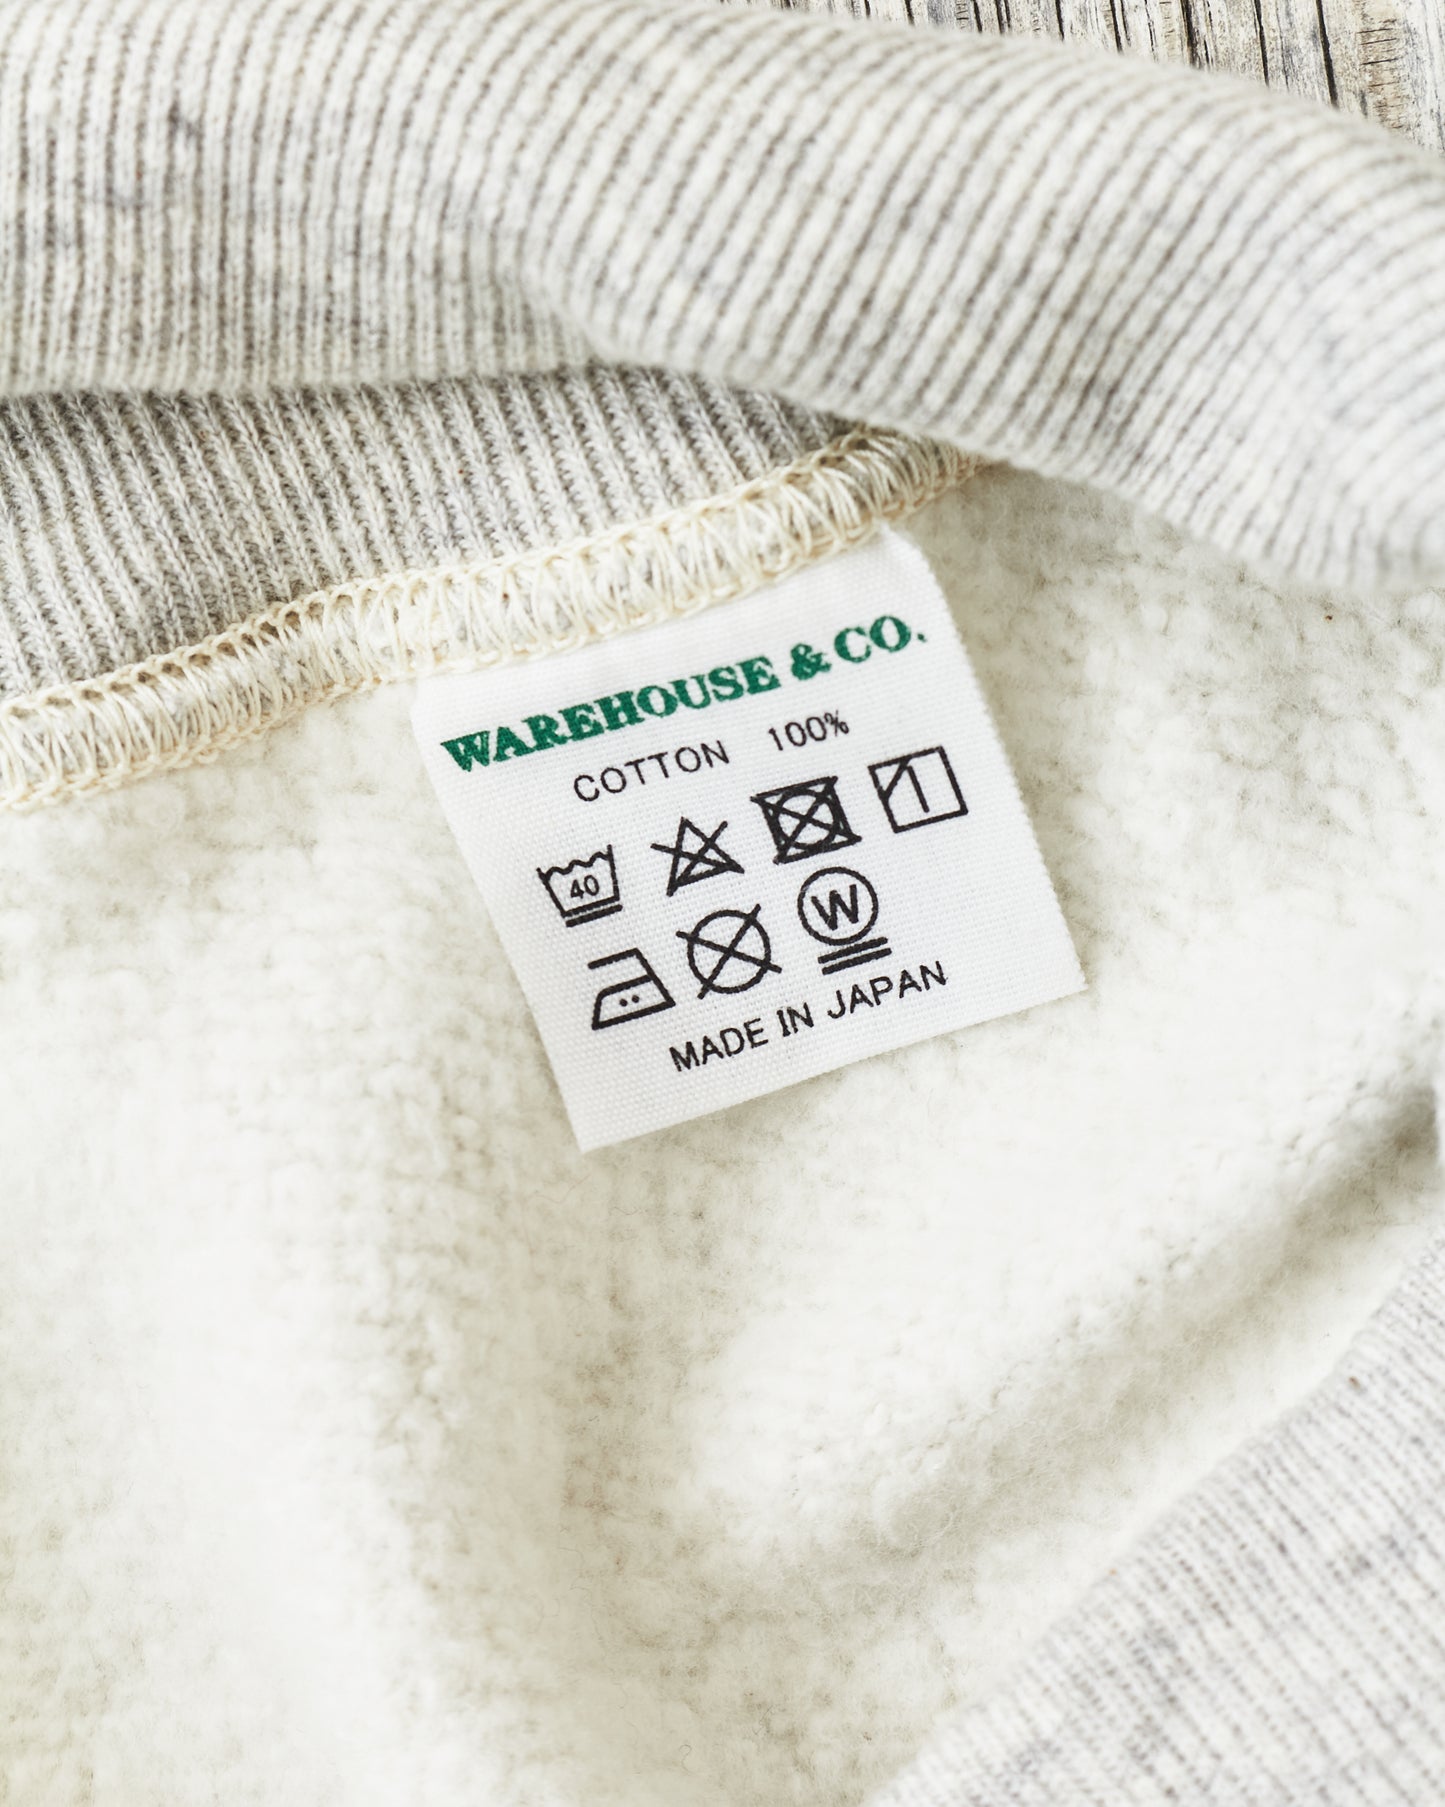 WAREHOUSE & CO.
COTTON 100%
40
W
MADE IN JAPAN